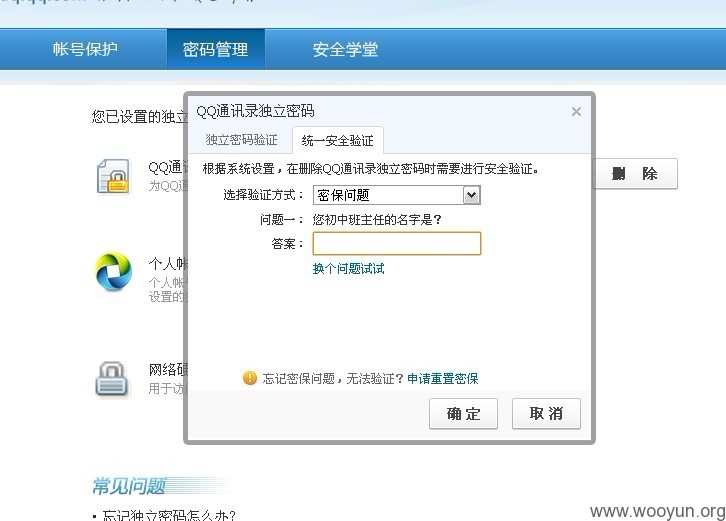 帐号保护 密码管理 安全学堂
您已设置的独立
QQ通讯录独立密码
独立密码验证 统一安全验证
根据系统设置，在删除QQ通讯录独立密码时需要进行安全验证。
QQ通
为QQ通
删 除
选择验证方式： 密保问题
问题一： 您初中班主任的名字是？
答案：
换个问题试试
个人帐
个人帐
设置的
网络硬
用于访
忘记密保问题，无法验证？申请重置密保
确 定 取 消
常见问题
• 忘记独立密码怎么办？
www.wooyun.org